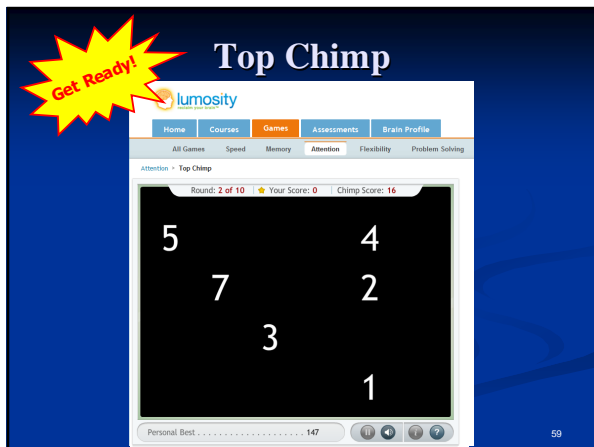 Get Ready!
Top Chimp
lumosity
Home Courses Games Assessments Brain Profile
All Games Speed Memory Attention Flexibility Problem Solving
Attention > Top Chimp
Round: 2 of 10 Your Score: 0 Chimp Score: 16
5 4
7 2
3
1
Personal Best . . . . . . . . . . . . . . . . . . . . . 147
i ?
59